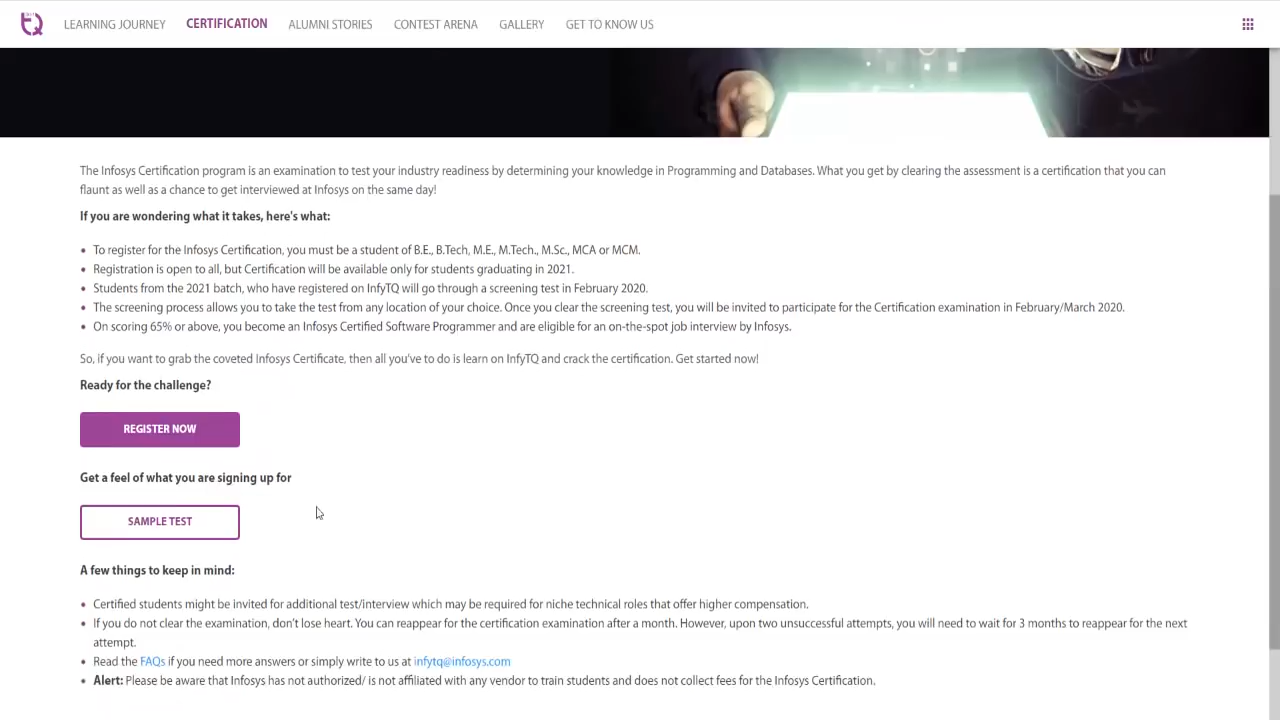 LEARNING JOURNEY CERTIFICATION ALUMNI STORIES CONTEST ARENA GALLERY GET TO KNOW US
The Infosys Certification program is an examination to test your industry readiness by determining your knowledge in Programming and Databases. What you get by clearing the assessment is a certification that you can
flaunt as well as a chance to get interviewed at Infosys on the same day!
If you are wondering what it takes, here's what:
• To register for the Infosys Certification, you must be a student of B.E., B.Tech, M.E., M.Tech., M.Sc., MCA or MCM.
• Registration is open to all, but Certification will be available only for students graduating in 2021.
• Students from the 2021 batch, who have registered on InfyTQ will go through a screening test in February 2020.
• The screening process allows you to take the test from any location of your choice. Once you clear the screening test, you will be invited to participate for the Certification examination in February/March 2020.
• On scoring 65% or above, you become an Infosys Certified Software Programmer and are eligible for an on-the-spot job interview by Infosys.
So, if you want to grab the coveted Infosys Certificate, then all you've to do is learn on InfyTQ and crack the certification. Get started now!
Ready for the challenge?
REGISTER NOW
Get a feel of what you are signing up for
SAMPLE TEST
A few things to keep in mind:
• Certified students might be invited for additional test/interview which may be required for niche technical roles that offer higher compensation.
• If you do not clear the examination, don't lose heart. You can reappear for the certification examination after a month. However, upon two unsuccessful attempts, you will need to wait for 3 months to reappear for the next
attempt.
• Read the FAQs if you need more answers or simply write to us at infytq@infosys.com
• Alert: Please be aware that Infosys has not authorized/ is not affiliated with any vendor to train students and does not collect fees for the Infosys Certification.